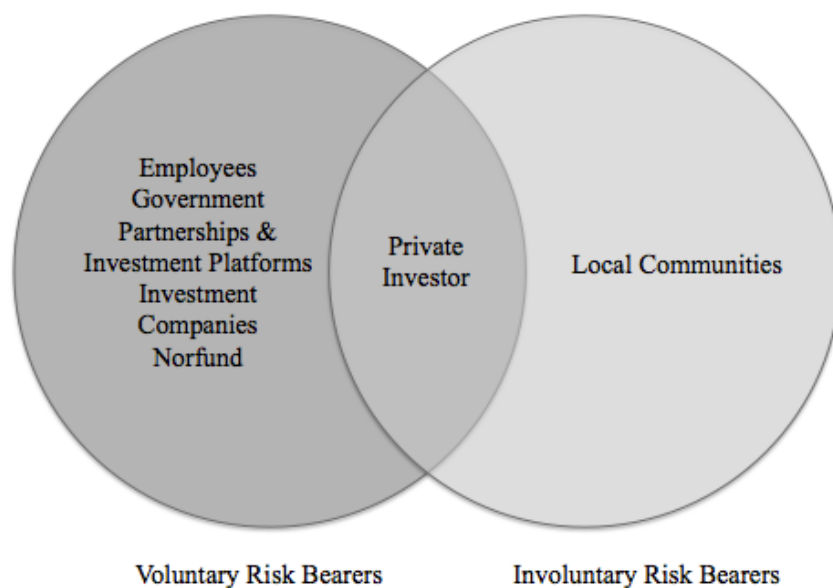 Employees
Government
Partnerships &
Investment Platforms
Investment
Companies
Norfund
Private
Investor
Local Communities
Voluntary Risk Bearers
Involuntary Risk Bearers